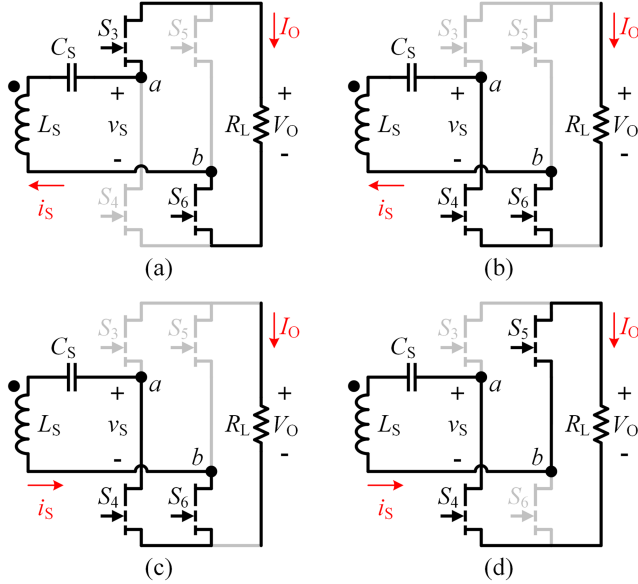 S3 S5 IO
CS
a
+ +
LS vS RL VO
- b -
iS S4 S6
(a)
S3 S5 IO
CS
a
+ +
LS vS RL VO
- b -
iS S4 S6
(b)
S3 S5 IO
CS
a
+ +
LS vS RL VO
- b -
iS S4 S6
(c)
S3 S5 IO
CS
a
+ +
LS vS RL VO
- b -
iS S4 S6
(d)